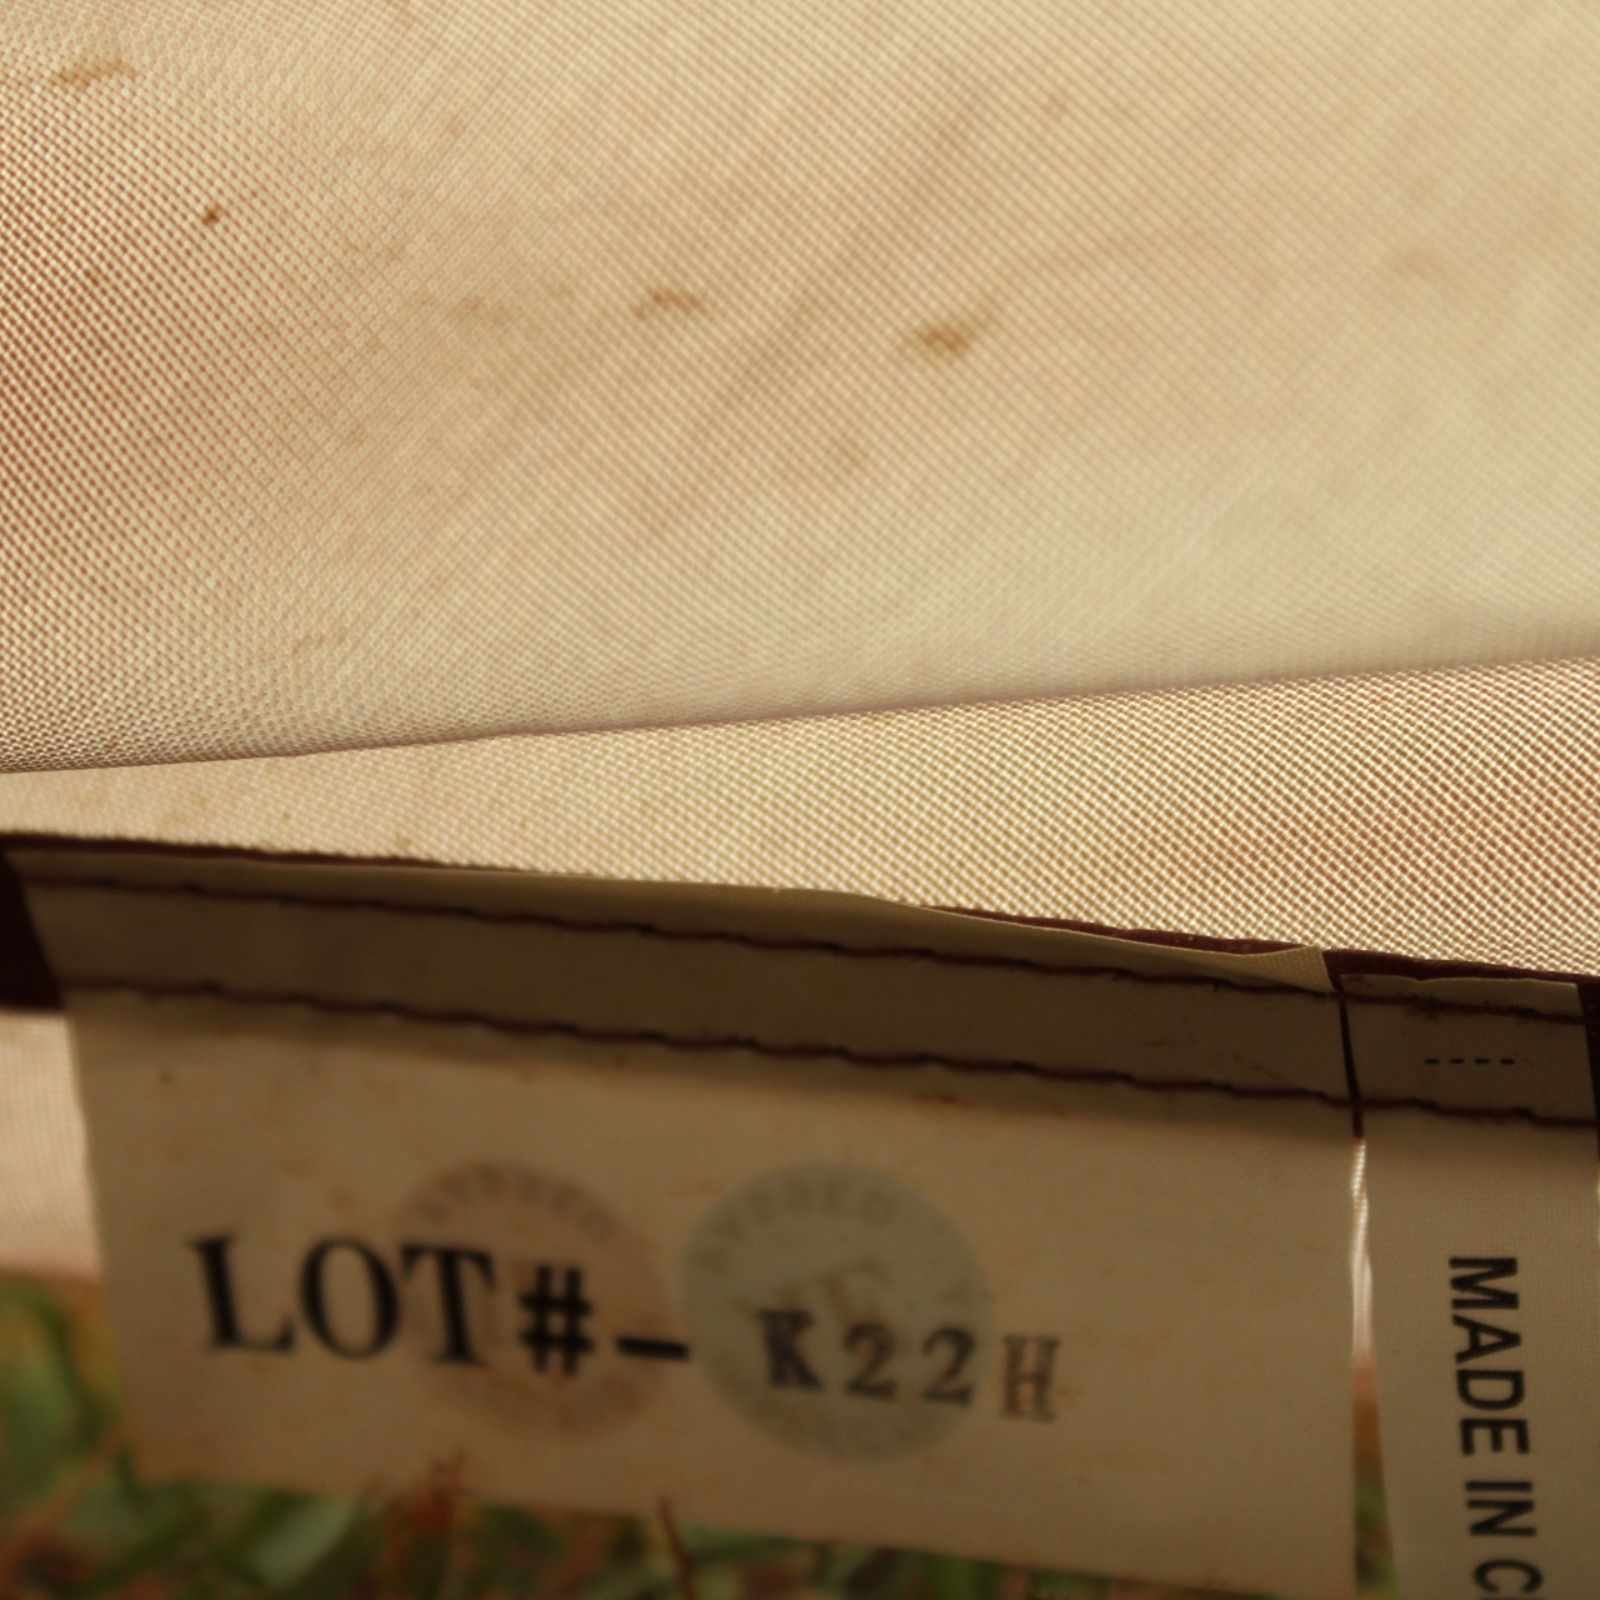 LOT#- K22H
MADE IN C